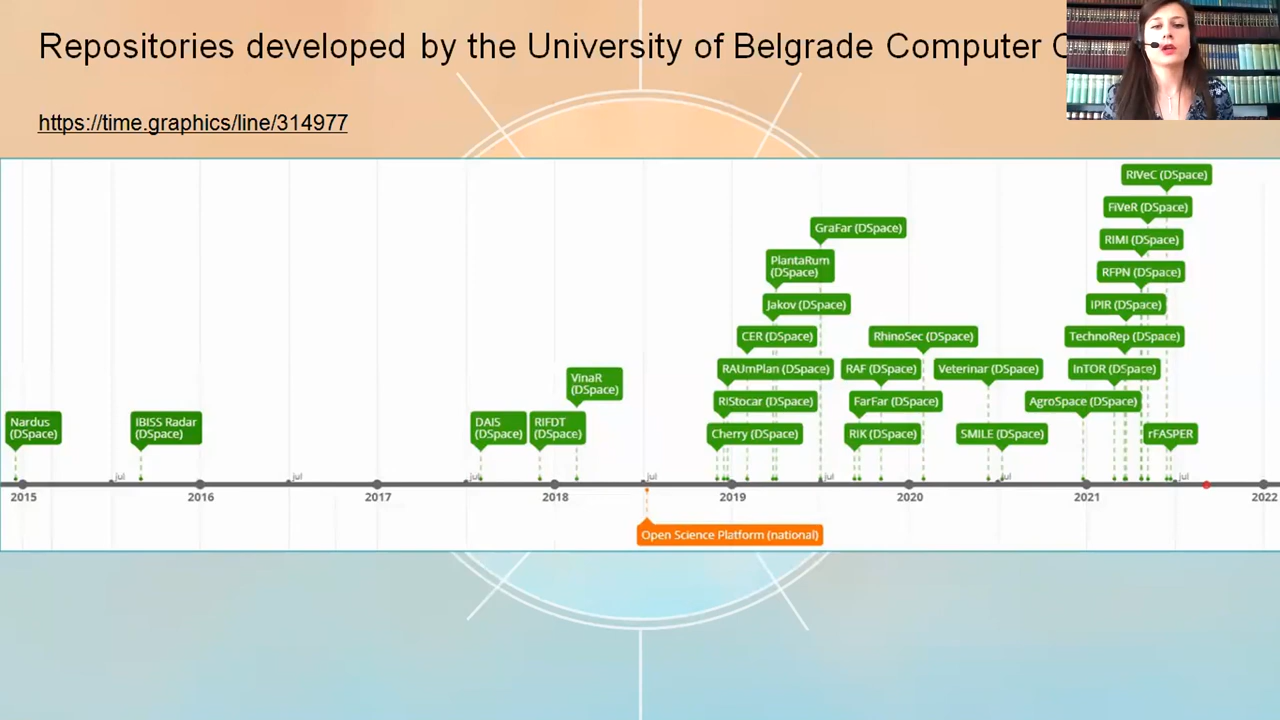 Repositories developed by the University of Belgrade Computer
https://time.graphics/line/314977
RIVeC (DSpace)
FiVeR (DSpace)
GraFar (DSpace)
RIMI (DSpace)
PlantaRum
(DSpace)
RFPN (DSpace)
Jakov (DSpace)
IPIR (DSpace)
CER (DSpace)
RhinoSec (DSpace)
TechnoRep (DSpace)
VinaR
(DSpace)
RAUmPlan (DSpace)
RAF (DSpace)
Veterinar (DSpace)
InTOR (DSpace)
RIStocar (DSpace)
FarFar (DSpace)
AgroSpace (DSpace)
Nardus
(DSpace)
IBISS Radar
(DSpace)
DAIS
(DSpace)
RIFDT
(DSpace)
Cherry (DSpace)
RIK (DSpace)
SMILE (DSpace)
rFASPER
jul jul jul jul jul jul jul
2015 2016 2017 2018 2019 2020 2021 2022
Open Science Platform (national)